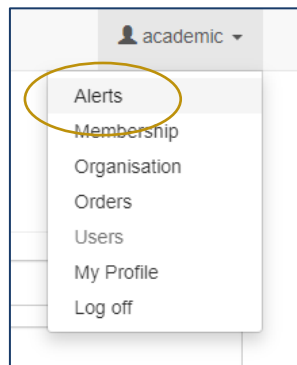 academic
Alerts
Membership
Organisation
Orders
Users
My Profile
Log off